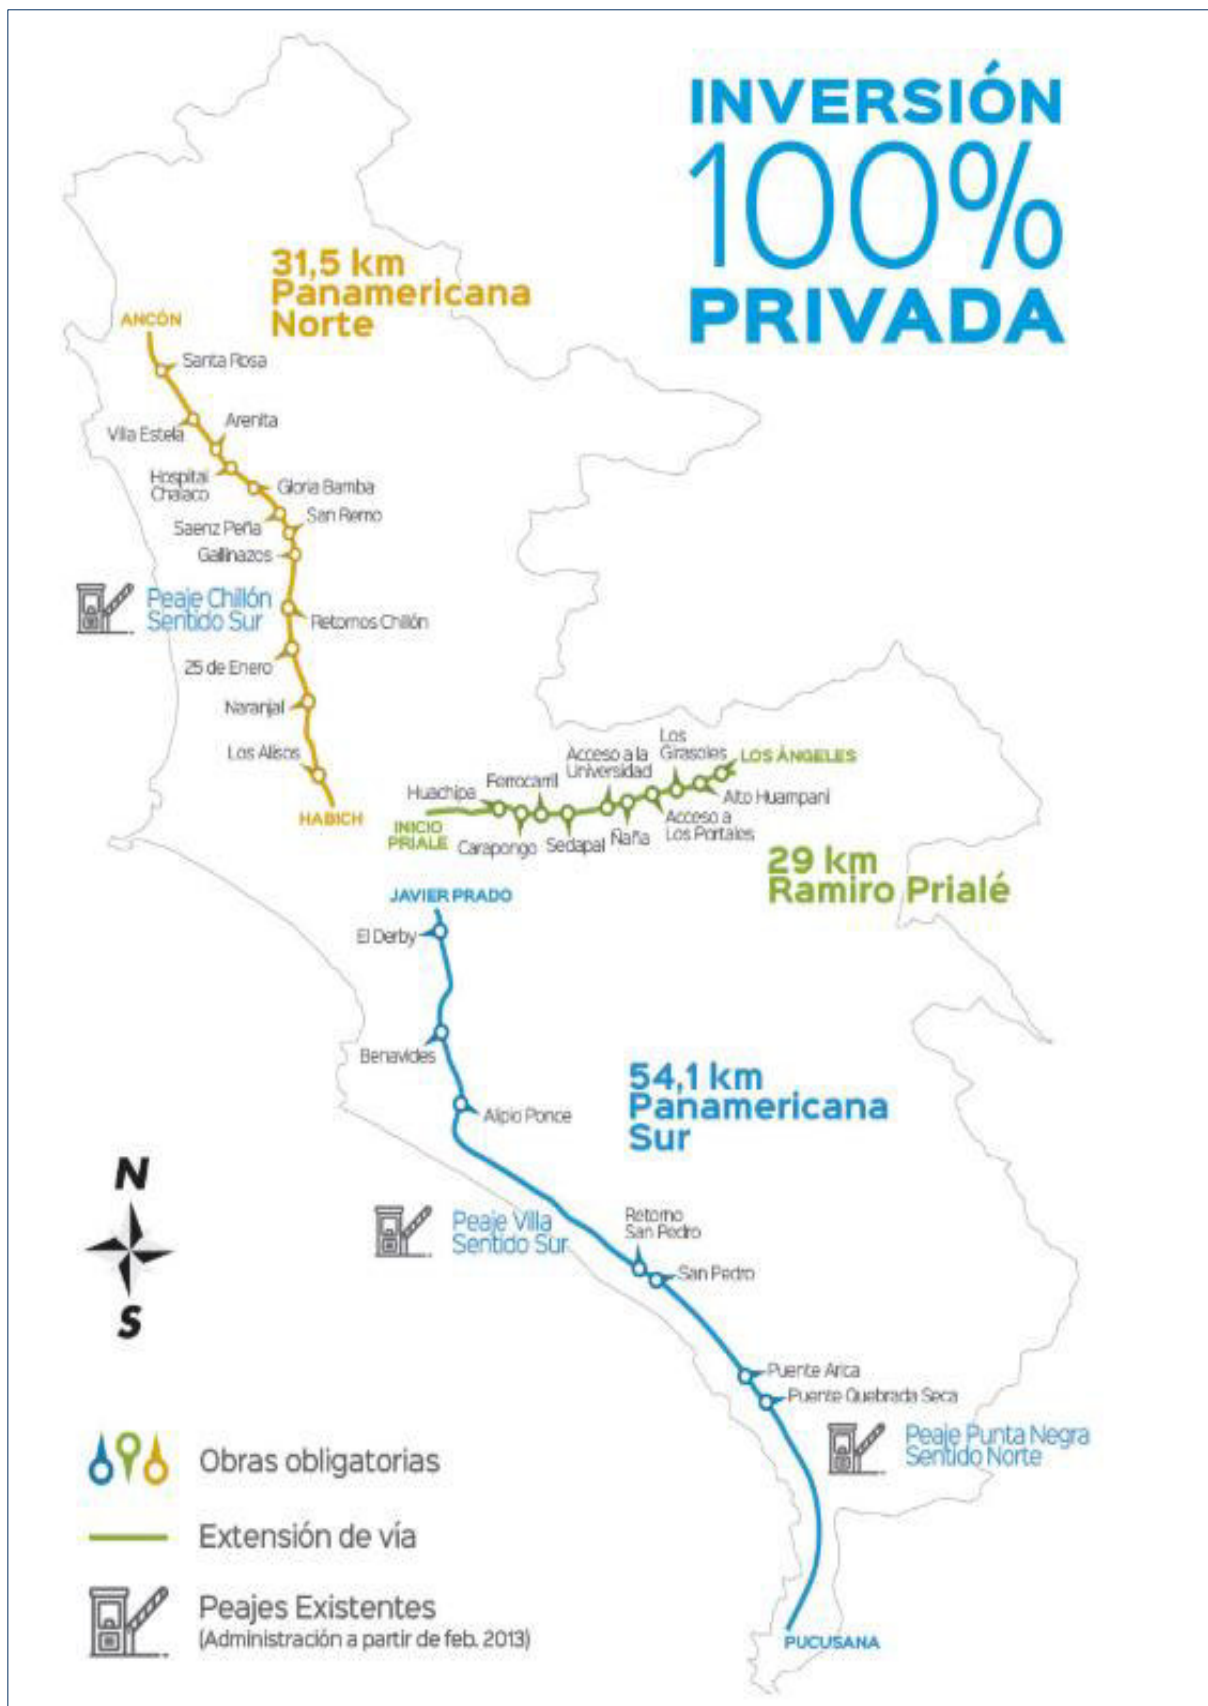 INVERSIÓN
100%
PRIVADA
31,5 km
Panamericana
Norte
ANCÓN
Santa Rosa
Arenita
Villa Estela
Hospital
Chalaco
Gloria Bamba
San Remo
Saenz Peña
Gallinazos
Peaje Chillón
Sentido Sur
Retornos Chillón
25 de Enero
Naranjal
Los Alisos
HABICH
Los
Girasoles
LOS ÁNGELES
Acceso a la
Universidad
Ferrocarril
Huachipa
Alto Huampani
INICIO
PRIALE
Carapongo
Sedapal
Ñaña
Acceso a
Los Portales
29 km
Ramiro Prialé
JAVIER PRADO
El Derby
Benavides
54,1 km
Panamericana
Sur
Alipio Ponce
N
S
Peaje Villa
Sentido Sur
Retorno
San Pedro
San Pedro
Puente Arica
Puente Quebrada Seca
Peaje Punta Negra
Sentido Norte
Obras obligatorias
Extensión de vía
Peajes Existentes
(Administración a partir de feb. 2013)
PUCUSANA